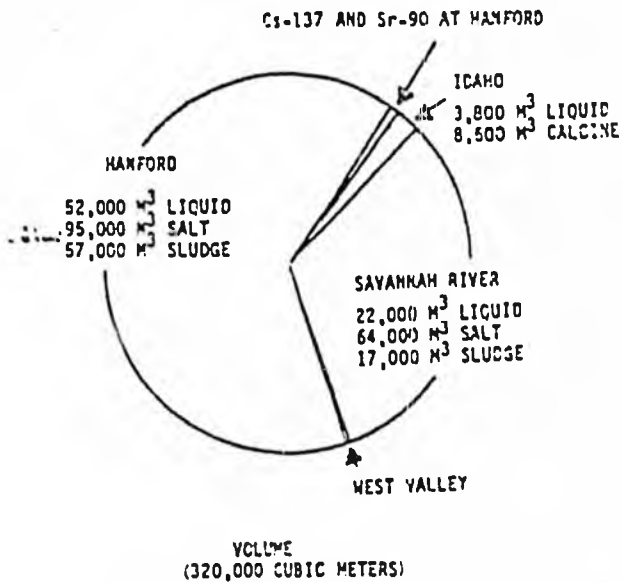 Cs-137 AND Sr-90 AT HANFORD
IDAHO
3,800 M³ LIQUID
8,500 M³ CALCINE
HANFORD
52,000 M³ LIQUID
95,000 M³ SALT
57,000 M³ SLUDGE
SAVANNAH RIVER
22,000 M³ LIQUID
64,000 M³ SALT
17,000 M³ SLUDGE
WEST VALLEY
VOLUME
(320,000 CUBIC METERS)